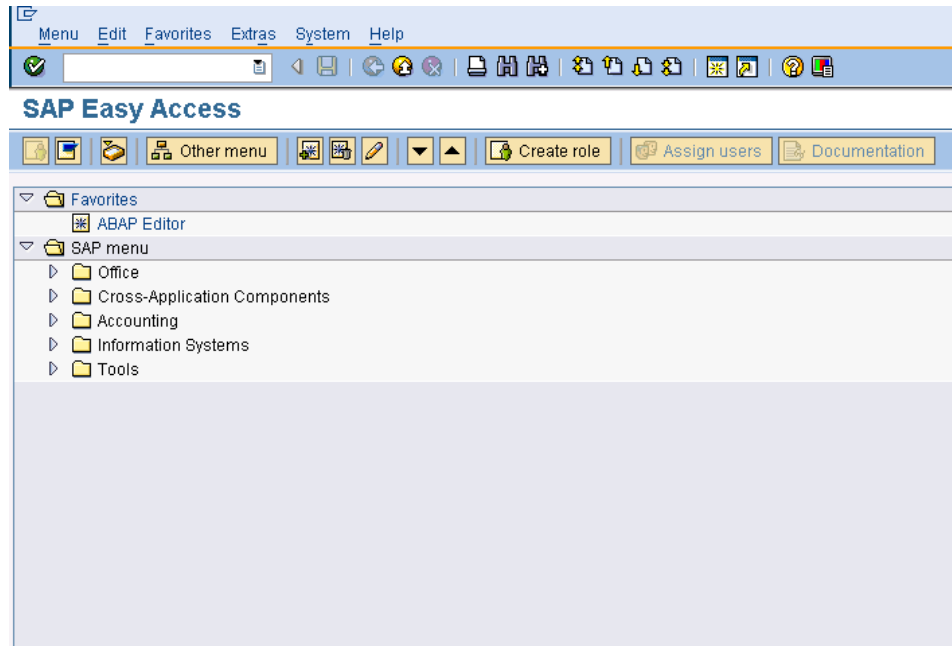 Menu Edit Favorites Extras System Help
SAP Easy Access
Other menu Create role Assign users Documentation
Favorites
ABAP Editor
SAP menu
Office
Cross-Application Components
Accounting
Information Systems
Tools